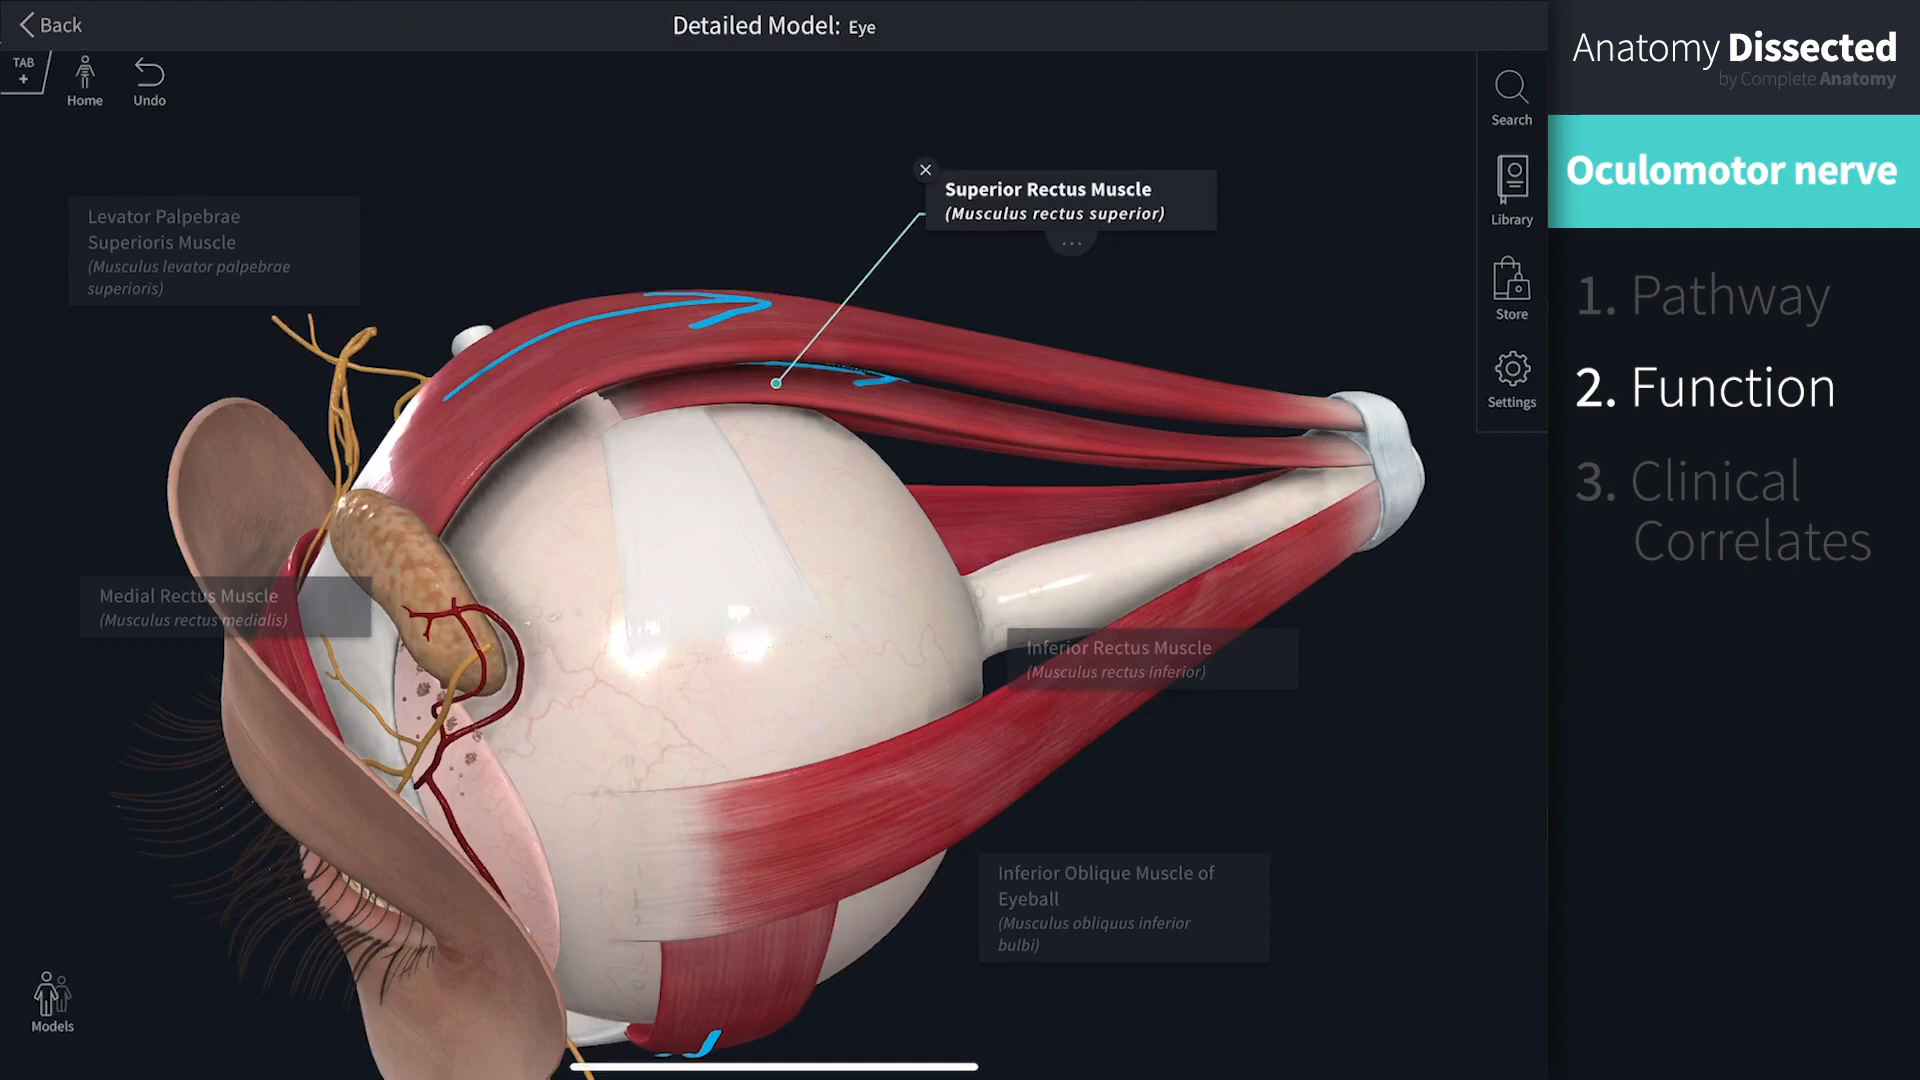 Back
Detailed Model: Eye
TAB
+
Home
Undo
Search
Library
Store
Settings
Models
Superior Rectus Muscle
(Musculus rectus superior)
...
Levator Palpebrae
Superioris Muscle
(Musculus levator palpebrae
superioris)
Medial Rectus Muscle
(Musculus rectus medialis)
Inferior Rectus Muscle
(Musculus rectus inferior)
Inferior Oblique Muscle of
Eyeball
(Musculus obliquus inferior
bulbi)
Anatomy Dissected
by Complete Anatomy
Oculomotor nerve
1. Pathway
2. Function
3. Clinical
Correlates